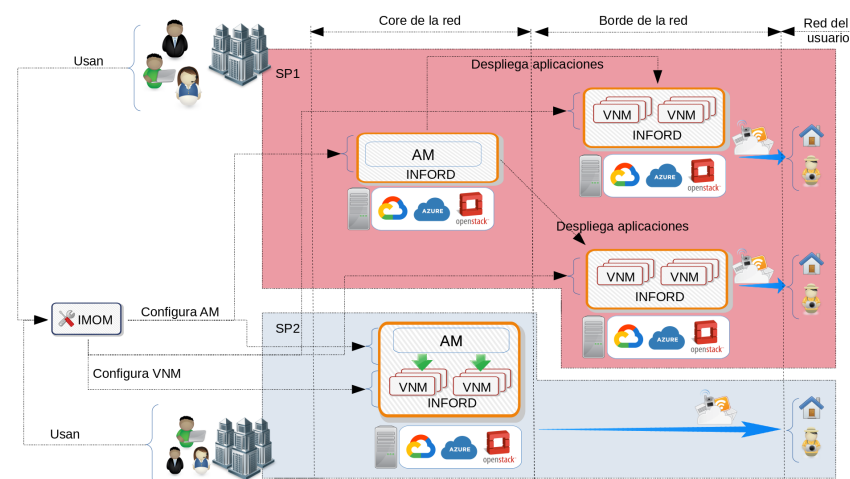 Core de la red
Borde de la red
Red del
usuario
Usan
SP1
Despliega aplicaciones
VNM
VNM
INFORD
AM
INFORD
AZURE
openstack
AZURE
openstack
Despliega aplicaciones
VNM
VNM
INFORD
IMOM
Configura AM
SP2
AM
AZURE
openstack
Configura VNM
VNM
VNM
INFORD
Usan
AZURE
openstack